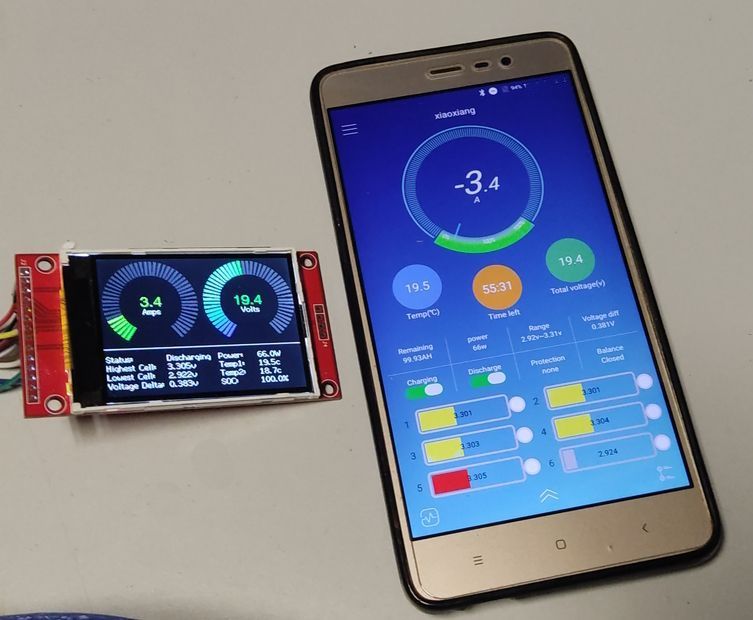 3.4
Amps
19.4
Volts
Status: Discharging Power: 66.0W
Highest Cell: 3.305v Temp1: 19.5c
Lowest Cell: 2.922v Temp2: 18.7c
Voltage Delta: 0.383v SOC: 100.0%
94%
xiaoxiang
-3.4
A
19.5
Temp(°C)
55:31
Time left
19.4
Total voltage(v)
Remaining
99.93AH
power
66w
Range
2.92v~3.31v
Voltage diff
0.381V
Charging
Discharge
Protection
none
Balance
Closed
1 3.301
2 3.301
3 3.303
4 3.304
5 3.305
6 2.924